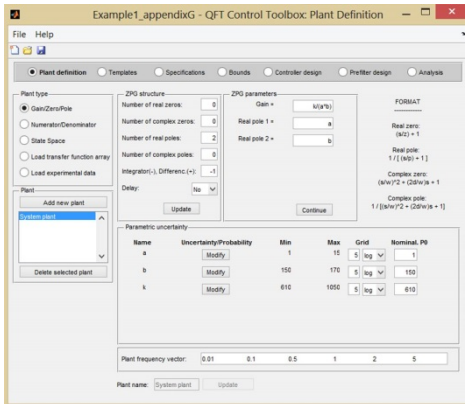 Example1_appendixG - QFT Control Toolbox: Plant Definition
File Help
Plant definition Templates Specifications Bounds Controller design Prefilter design Analysis
Plant type
Gain/Zero/Pole
Numerator/Denominator
State Space
Load transfer function array
Load experimental data
Plant
Add new plant
System plant
Delete selected plant
ZPG structure
Number of real zeros: 0
Number of complex zeros: 0
Number of real poles: 2
Number of complex poles: 0
Integrator(-), Differenc.(+): -1
Delay: No
Update
ZPG parameters
Gain = k/(a*b)
Real pole 1 = a
Real pole 2 = b
Continue
FORMAT
Real zero:
(s/z) + 1
Real pole:
1 / [ (s/p) + 1 ]
Complex zero:
(s/w)^2 + (2d/w)s + 1
Complex pole:
1 / [(s/w)^2 + (2d/w)s + 1]
Parametric uncertainty
Name Uncertainty/Probability Min Max Grid Nominal. P0
a Modify 1 15 5 log 1
b Modify 150 170 5 log 150
k Modify 610 1050 5 log 610
Plant frequency vector: 0.01 0.1 0.5 1 2 5
Plant name: System plant Update